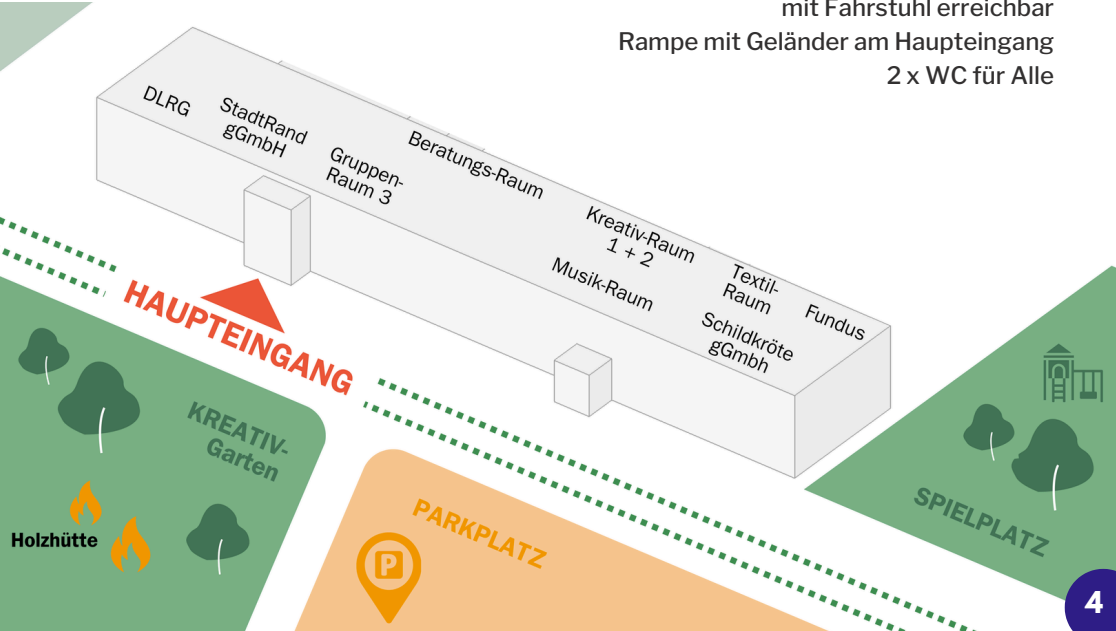 mit Fahrstuhl erreichbar
Rampe mit Geländer am Haupteingang
2 x WC für Alle
DLRG
StadtRand
gGmbH
Gruppen-
Raum 3
Beratungs-Raum
Kreativ-Raum
1 + 2
Musik-Raum
Textil-
Raum
Fundus
Schildkröte
gGmbh
HAUPTEINGANG
KREATIV-
Garten
Holzhütte
PARKPLATZ
P
SPIELPLATZ
4